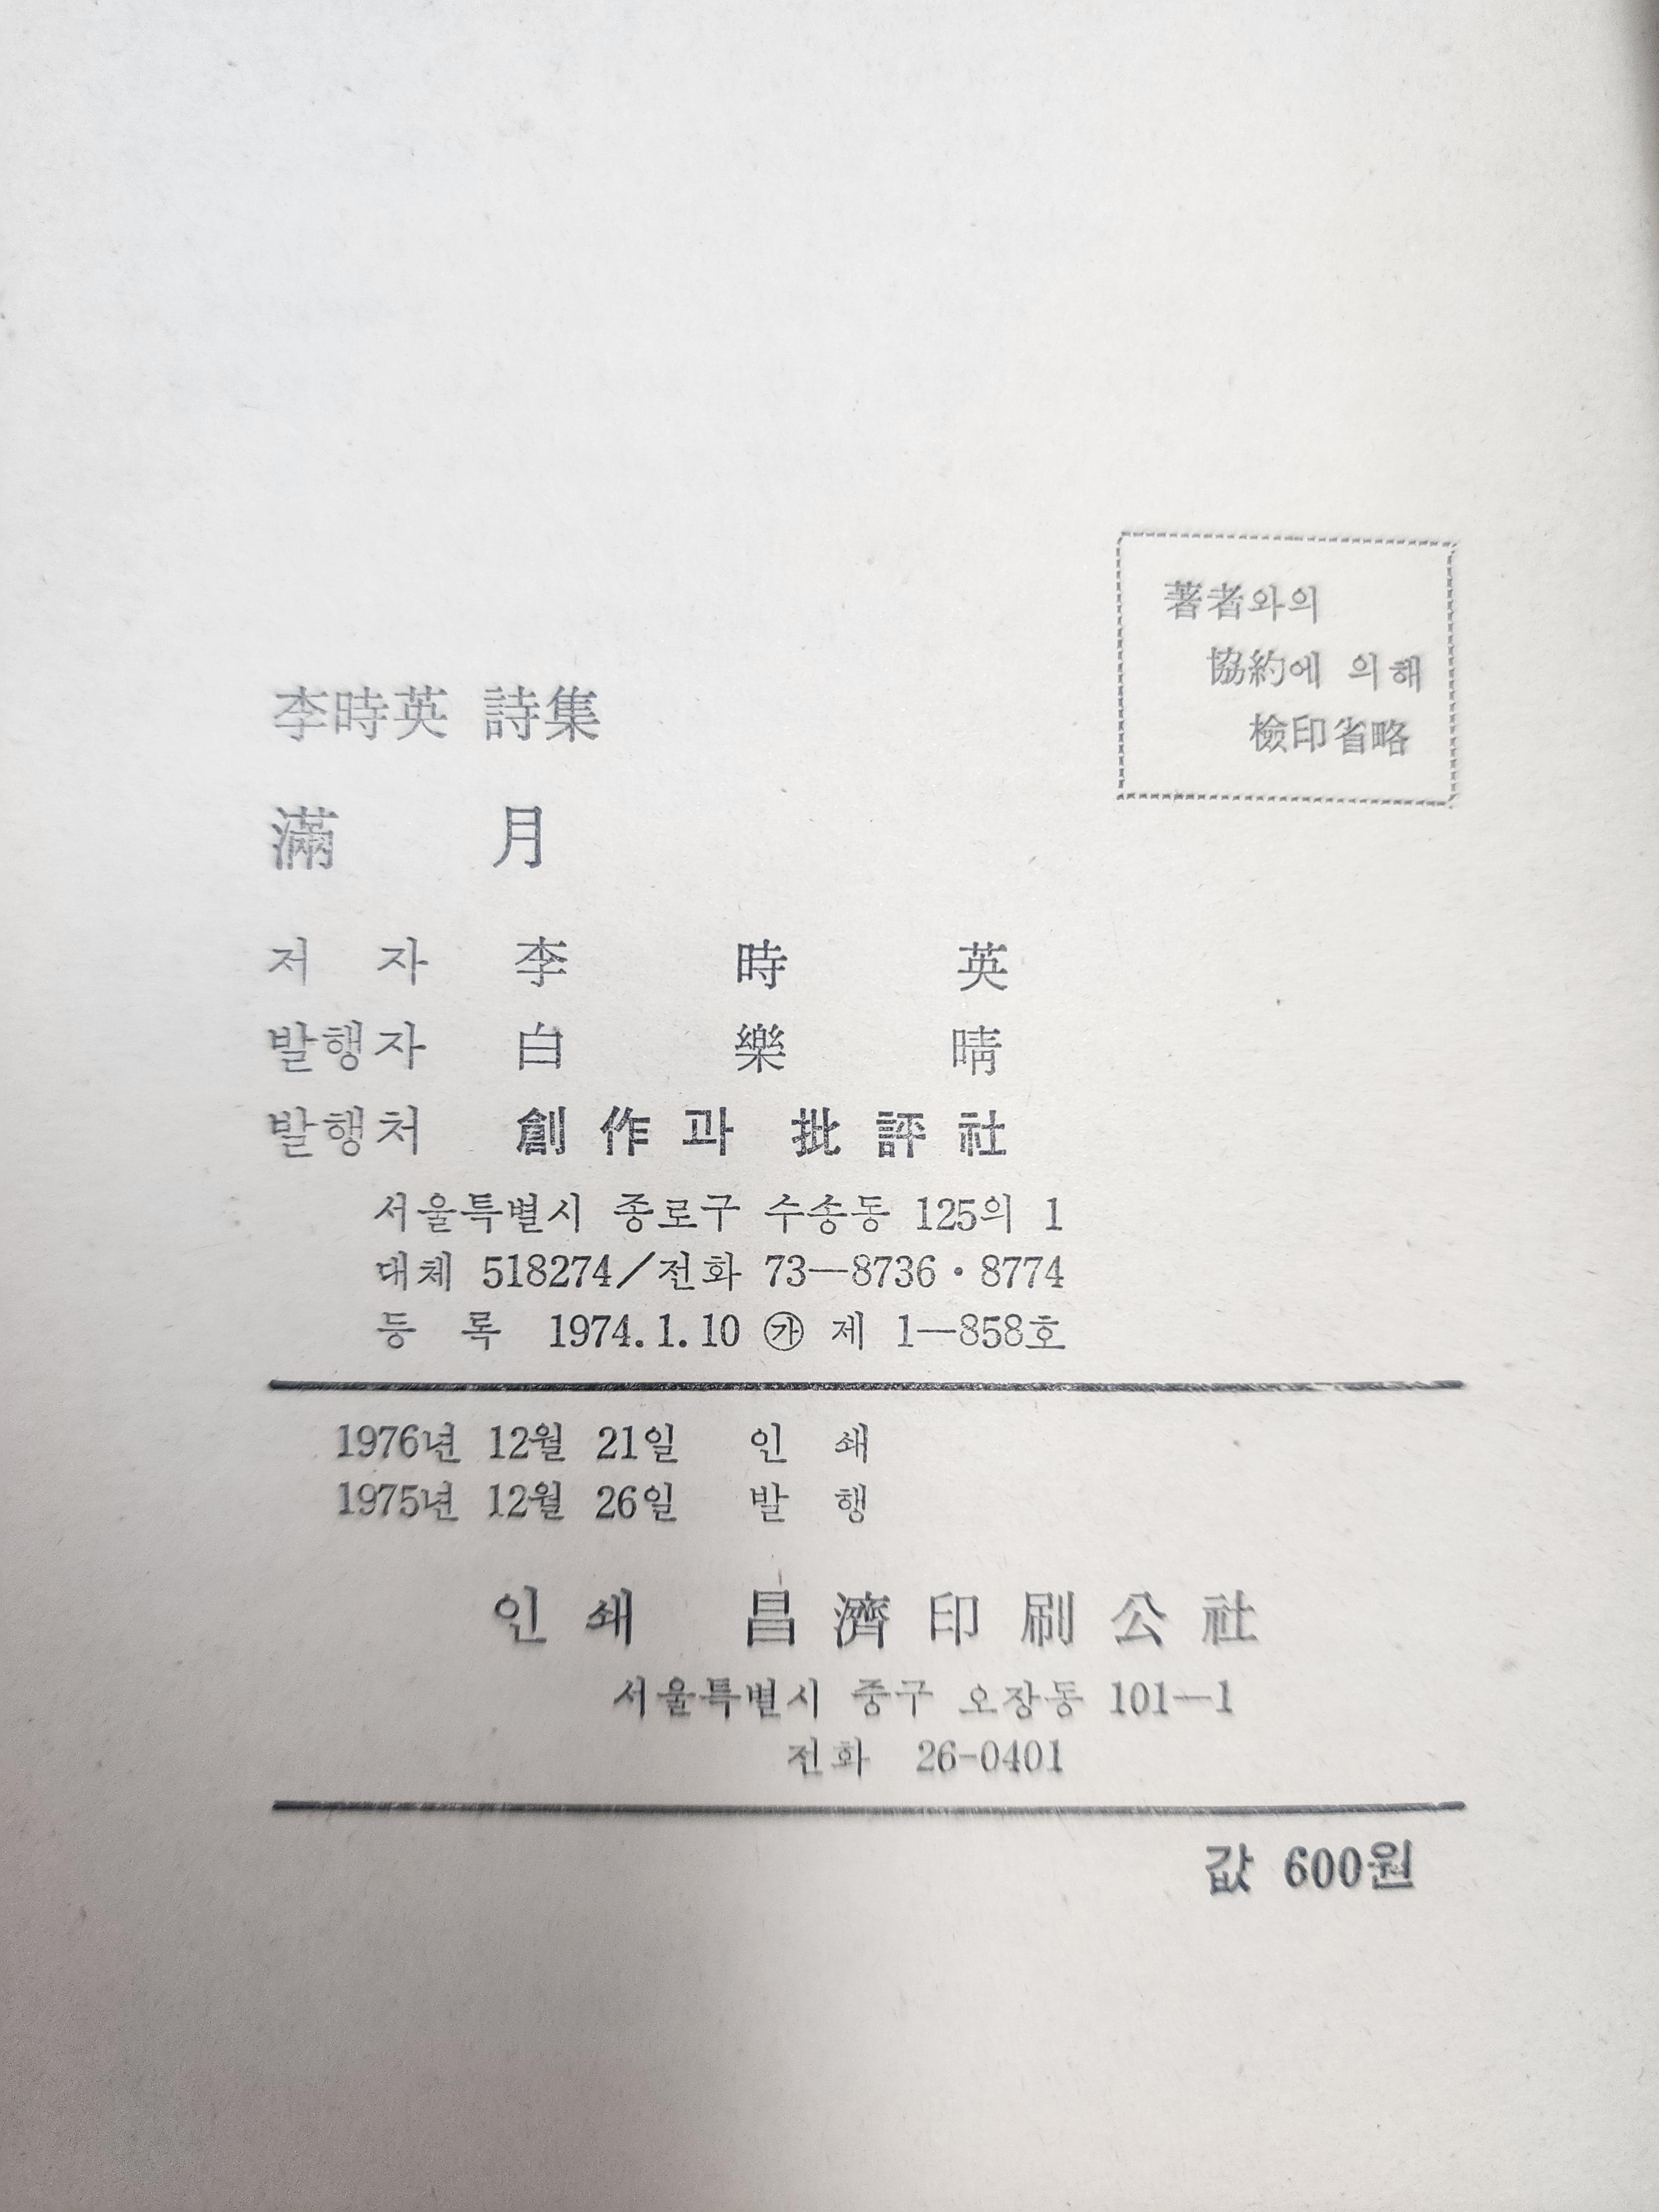 著者와의
協約에 의해
檢印省略
李時英 詩集
滿 月
저 자 李 時 英
발행자 白 樂 晴
발행처 創 作 과 批 評 社
서울특별시 종로구 수송동 125의 1
대체 518274／전화 73—8736・8774
등 록 1974.1.10 ㉮ 제 1—858호
1976년 12월 21일 인 쇄
1975년 12월 26일 발 행
인 쇄 昌 濟 印 刷 公 社
서울특별시 중구 오장동 101—1
전화 26-0401
값 600원